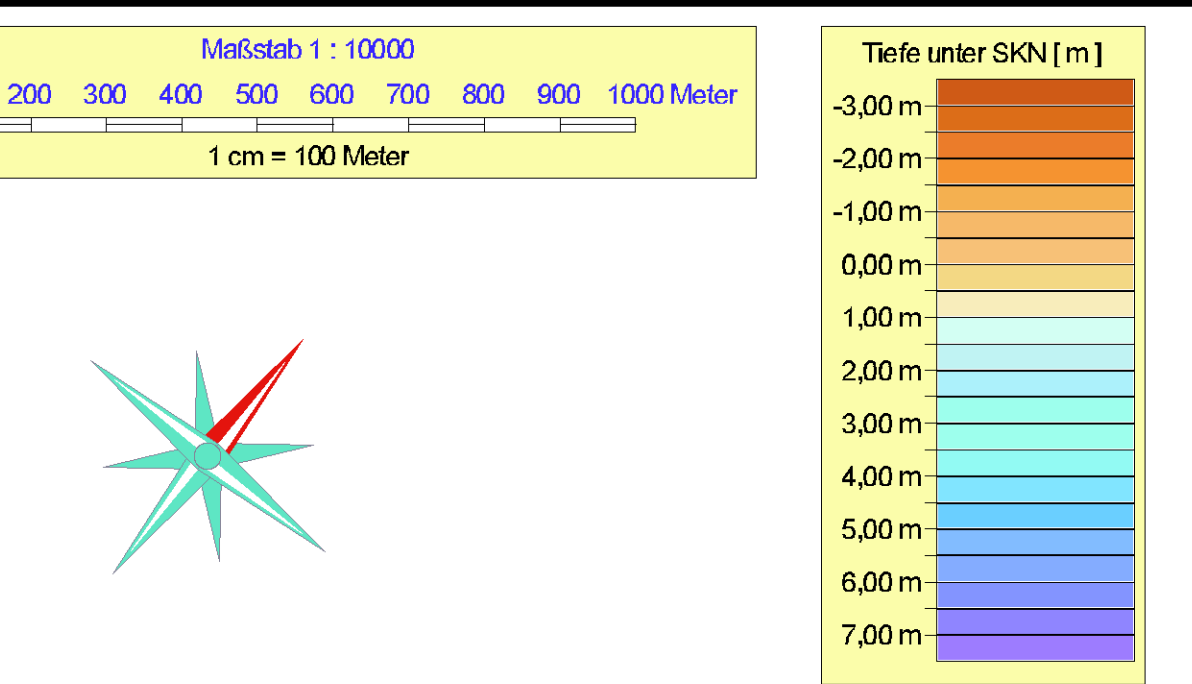 Maßstab 1 : 10000
200 300 400 500 600 700 800 900 1000 Meter
1 cm = 100 Meter
Tiefe unter SKN [ m ]
-3,00 m
-2,00 m
-1,00 m
0,00 m
1,00 m
2,00 m
3,00 m
4,00 m
5,00 m
6,00 m
7,00 m